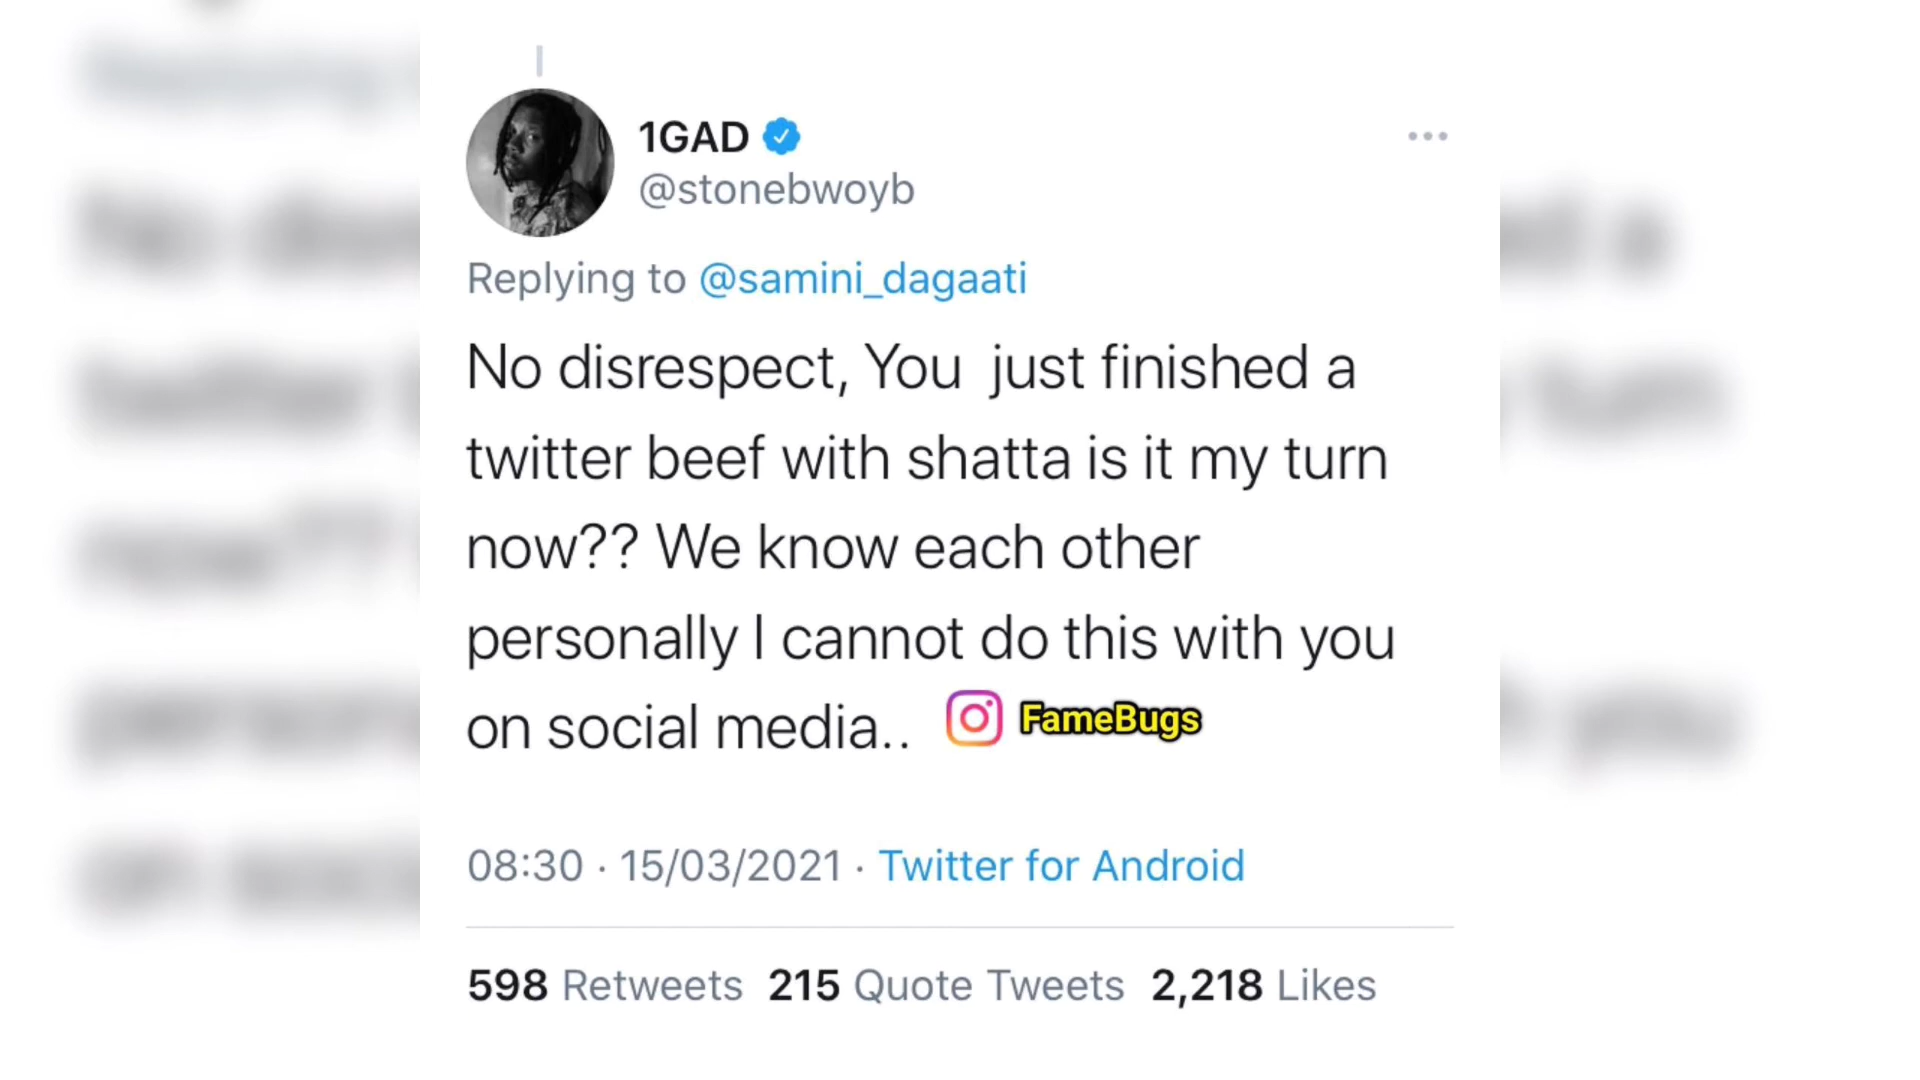 1GAD
@stonebwoyb
Replying to @samini_dagaati
No disrespect, You  just finished a
twitter beef with shatta is it my turn
now?? We know each other
personally I cannot do this with you
on social media..
FameBugs
08:30 · 15/03/2021 · Twitter for Android
598 Retweets 215 Quote Tweets 2,218 Likes